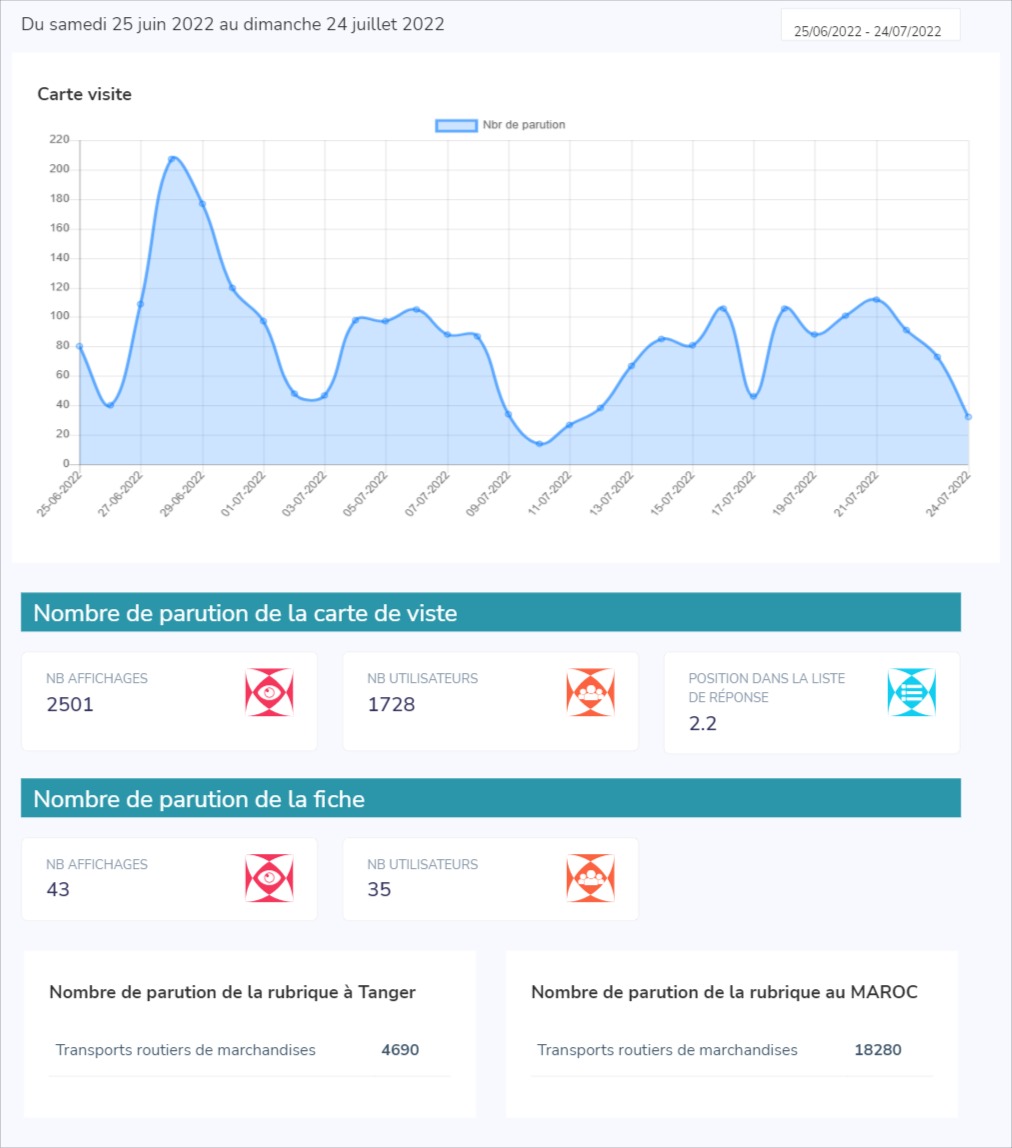 Du samedi 25 juin 2022 au dimanche 24 juillet 2022
25/06/2022 - 24/07/2022
Carte visite
Nbr de parution
220
200
180
160
140
120
100
80
60
40
20
0
25-06-2022
27-06-2022
29-06-2022
01-07-2022
03-07-2022
05-07-2022
07-07-2022
09-07-2022
11-07-2022
13-07-2022
15-07-2022
17-07-2022
19-07-2022
21-07-2022
24-07-2022
Nombre de parution de la carte de viste
NB AFFICHAGES
2501
NB UTILISATEURS
1728
POSITION DANS LA LISTE
DE RÉPONSE
2.2
Nombre de parution de la fiche
NB AFFICHAGES
43
NB UTILISATEURS
35
Nombre de parution de la rubrique à Tanger
Transports routiers de marchandises 4690
Nombre de parution de la rubrique au MAROC
Transports routiers de marchandises 18280